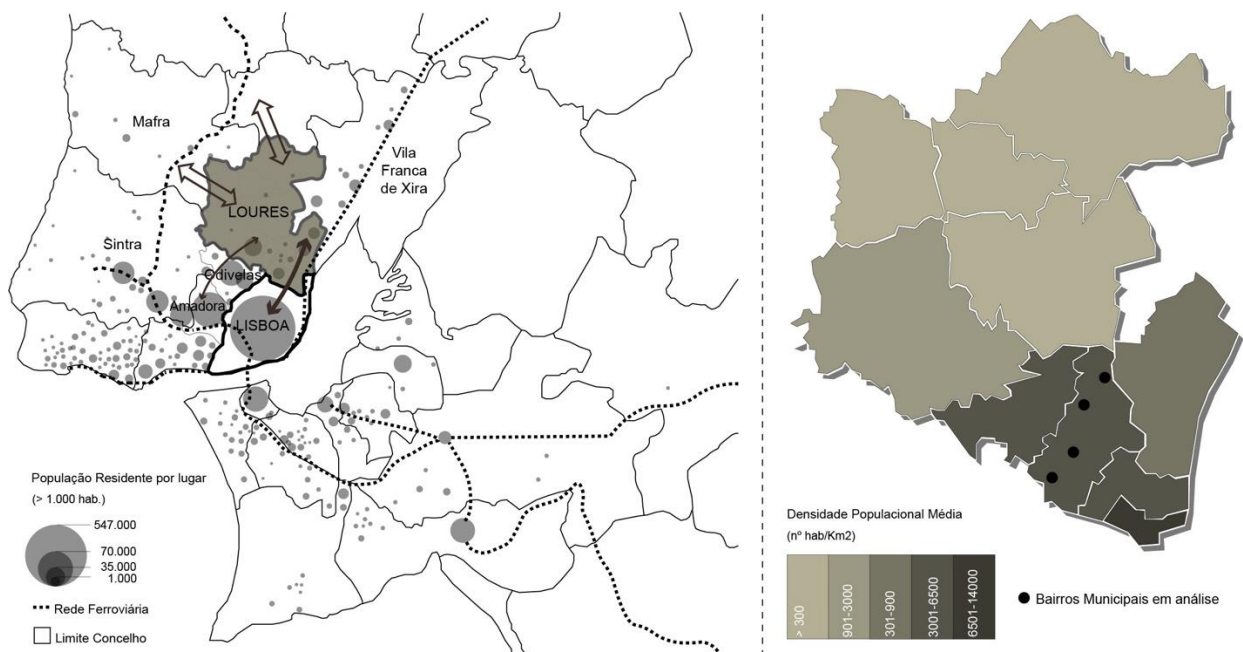 Mafra
Vila
Franca
de Xira
LOURES
Sintra
Odivelas
Amadora
LISBOA
População Residente por lugar
(> 1.000 hab.)
547.000
70.000
35.000
1.000
Rede Ferroviária
Limite Concelho
Densidade Populacional Média
(nº hab/Km2)
> 300
901-3000
301-900
3001-6500
6501-14000
Bairros Municipais em análise